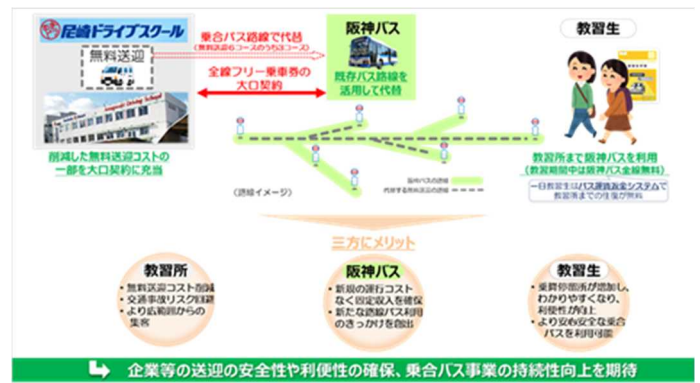 尼崎ドライブスクール
無料送迎
削減した無料送迎コストの
一部を大口契約に充当
乗合バス路線で代替
(無料送迎6コースのうち3コース)
全線フリー乗車券の
大口契約
阪神バス
既存バス路線を
活用して代替
教習生
教習所まで阪神バスを利用
(教習期間中は阪神バス全線無料)
一日教習生はバス運賃返金システムで
教習所までの往復が無料
(路線イメージ)
阪神バスの路線
代替する無料送迎の路線
三方にメリット
教習所
・無料送迎コスト削減
・交通事故リスク回避
・より広範囲からの
集客
阪神バス
・新規の運行コスト
なく固定収入を確保
・新たな路線バス利用
のきっかけを創出
教習生
・乗降停留所が増加し、
わかりやすくなり、
利便性が向上
・より安心安全な乗合
バスを利用可能
企業等の送迎の安全性や利便性の確保、乗合バス事業の持続性向上を期待